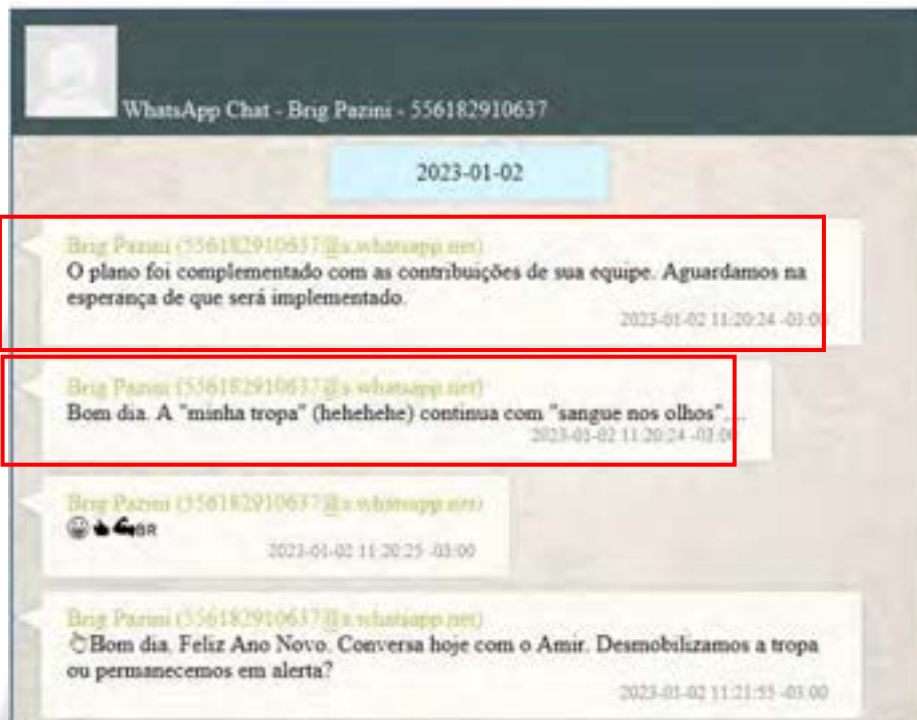 WhatsApp Chat - Brig Pazini - 556182910637
2023-01-02
Brig Pazini (556182910637@s.whatsapp.net)
O plano foi complementado com as contribuições de sua equipe. Aguardamos na
esperança de que será implementado.
2023-01-02 11:20:24 -03:00
Brig Pazini (556182910637@s.whatsapp.net)
Bom dia. A "minha tropa" (hehehehe) continua com "sangue nos olhos"....
2023-01-02 11:20:24 -03:00
Brig Pazini (556182910637@s.whatsapp.net)
😀👍💪BR
2023-01-02 11:20:25 -03:00
Brig Pazini (556182910637@s.whatsapp.net)
👆Bom dia. Feliz Ano Novo. Conversa hoje com o Amir. Desmobilizamos a tropa
ou permanecemos em alerta?
2023-01-02 11:21:55 -03:00